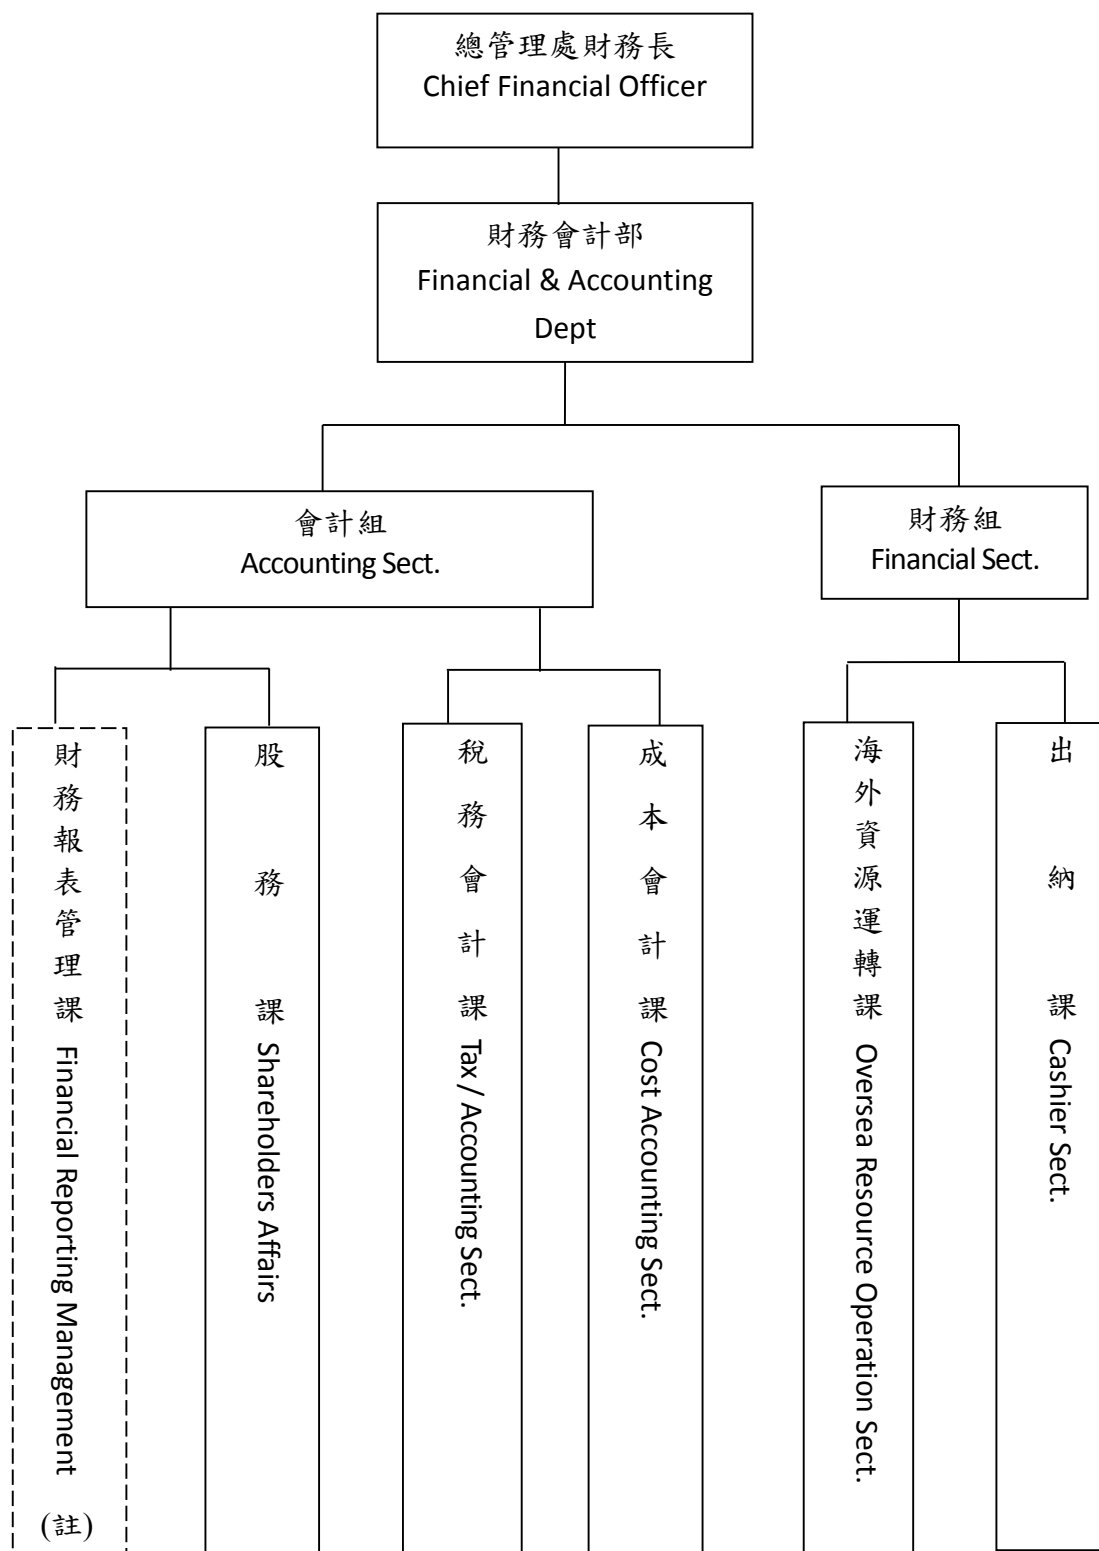 總管理處財務長
Chief Financial Officer
財務會計部
Financial & Accounting
Dept
會計組
Accounting Sect.
財務組
Financial Sect.
財務報表管理課 Financial Reporting Management (註)
股務課 Shareholders Affairs
稅務會計課 Tax / Accounting Sect.
成本會計課 Cost Accounting Sect.
海外資源運轉課 Oversea Resource Operation Sect.
出納課 Cashier Sect.